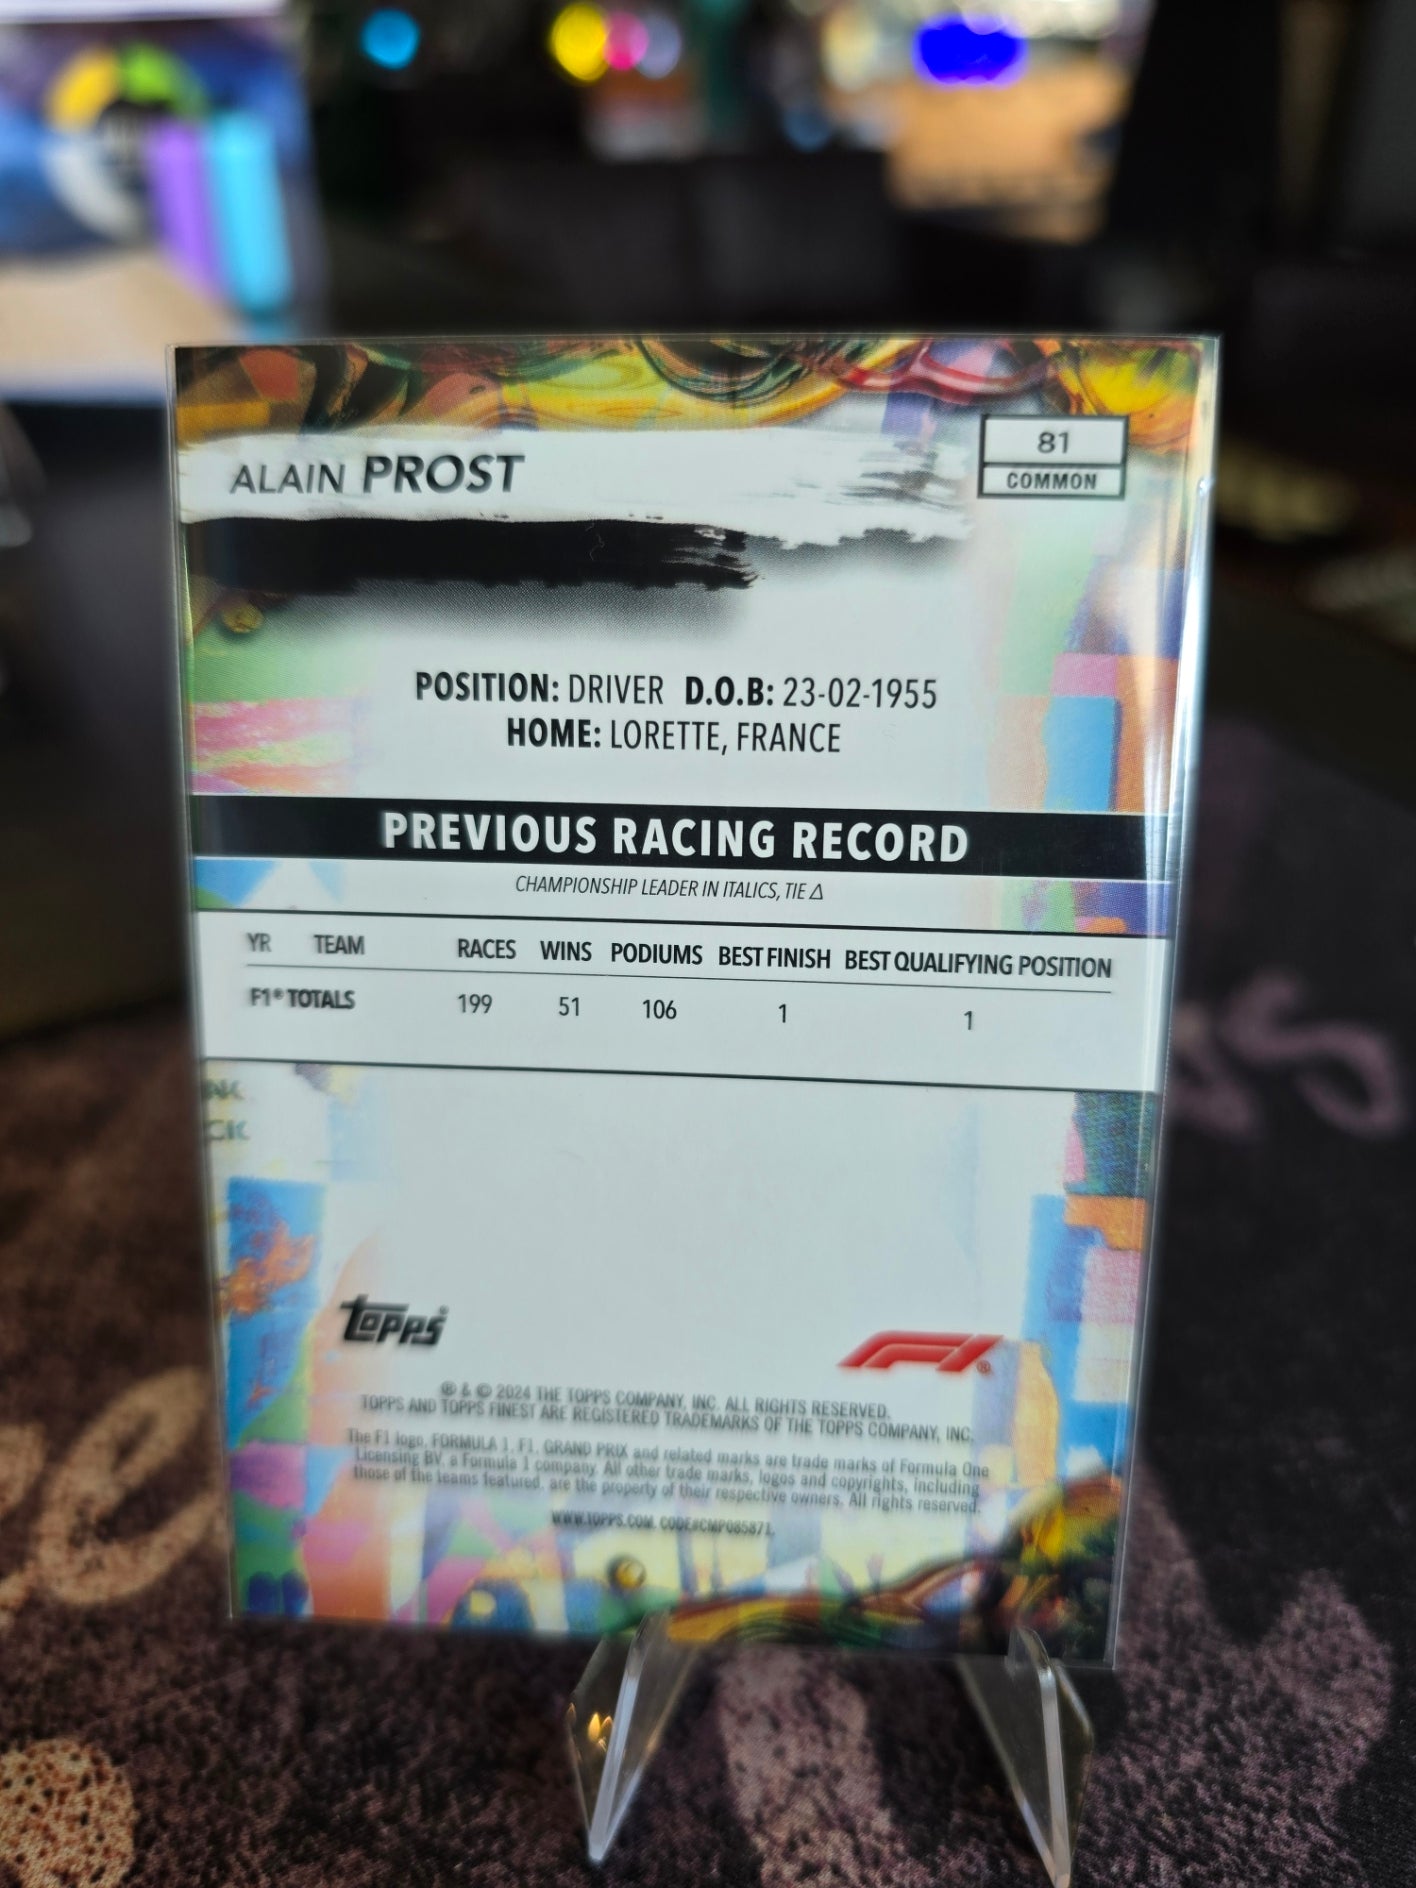 ALAIN PROST
81
COMMON
POSITION: DRIVER D.O.B: 23-02-1955
HOME: LORETTE, FRANCE
PREVIOUS RACING RECORD
CHAMPIONSHIP LEADER IN ITALICS, TIE Δ
YR TEAM RACES WINS PODIUMS BEST FINISH BEST QUALIFYING POSITION
F1® TOTALS 199 51 106 1 1
topps®
F1®
® & © 2024 THE TOPPS COMPANY, INC. ALL RIGHTS RESERVED.
TOPPS AND TOPPS FINEST ARE REGISTERED TRADEMARKS OF THE TOPPS COMPANY, INC.
The F1 logo, FORMULA 1, F1, GRAND PRIX and related marks are trade marks of Formula One
Licensing BV, a Formula 1 company. All other trade marks, logos and copyrights, including
those of the teams featured, are the property of their respective owners. All rights reserved.
WWW.TOPPS.COM. CODE#CMP085871